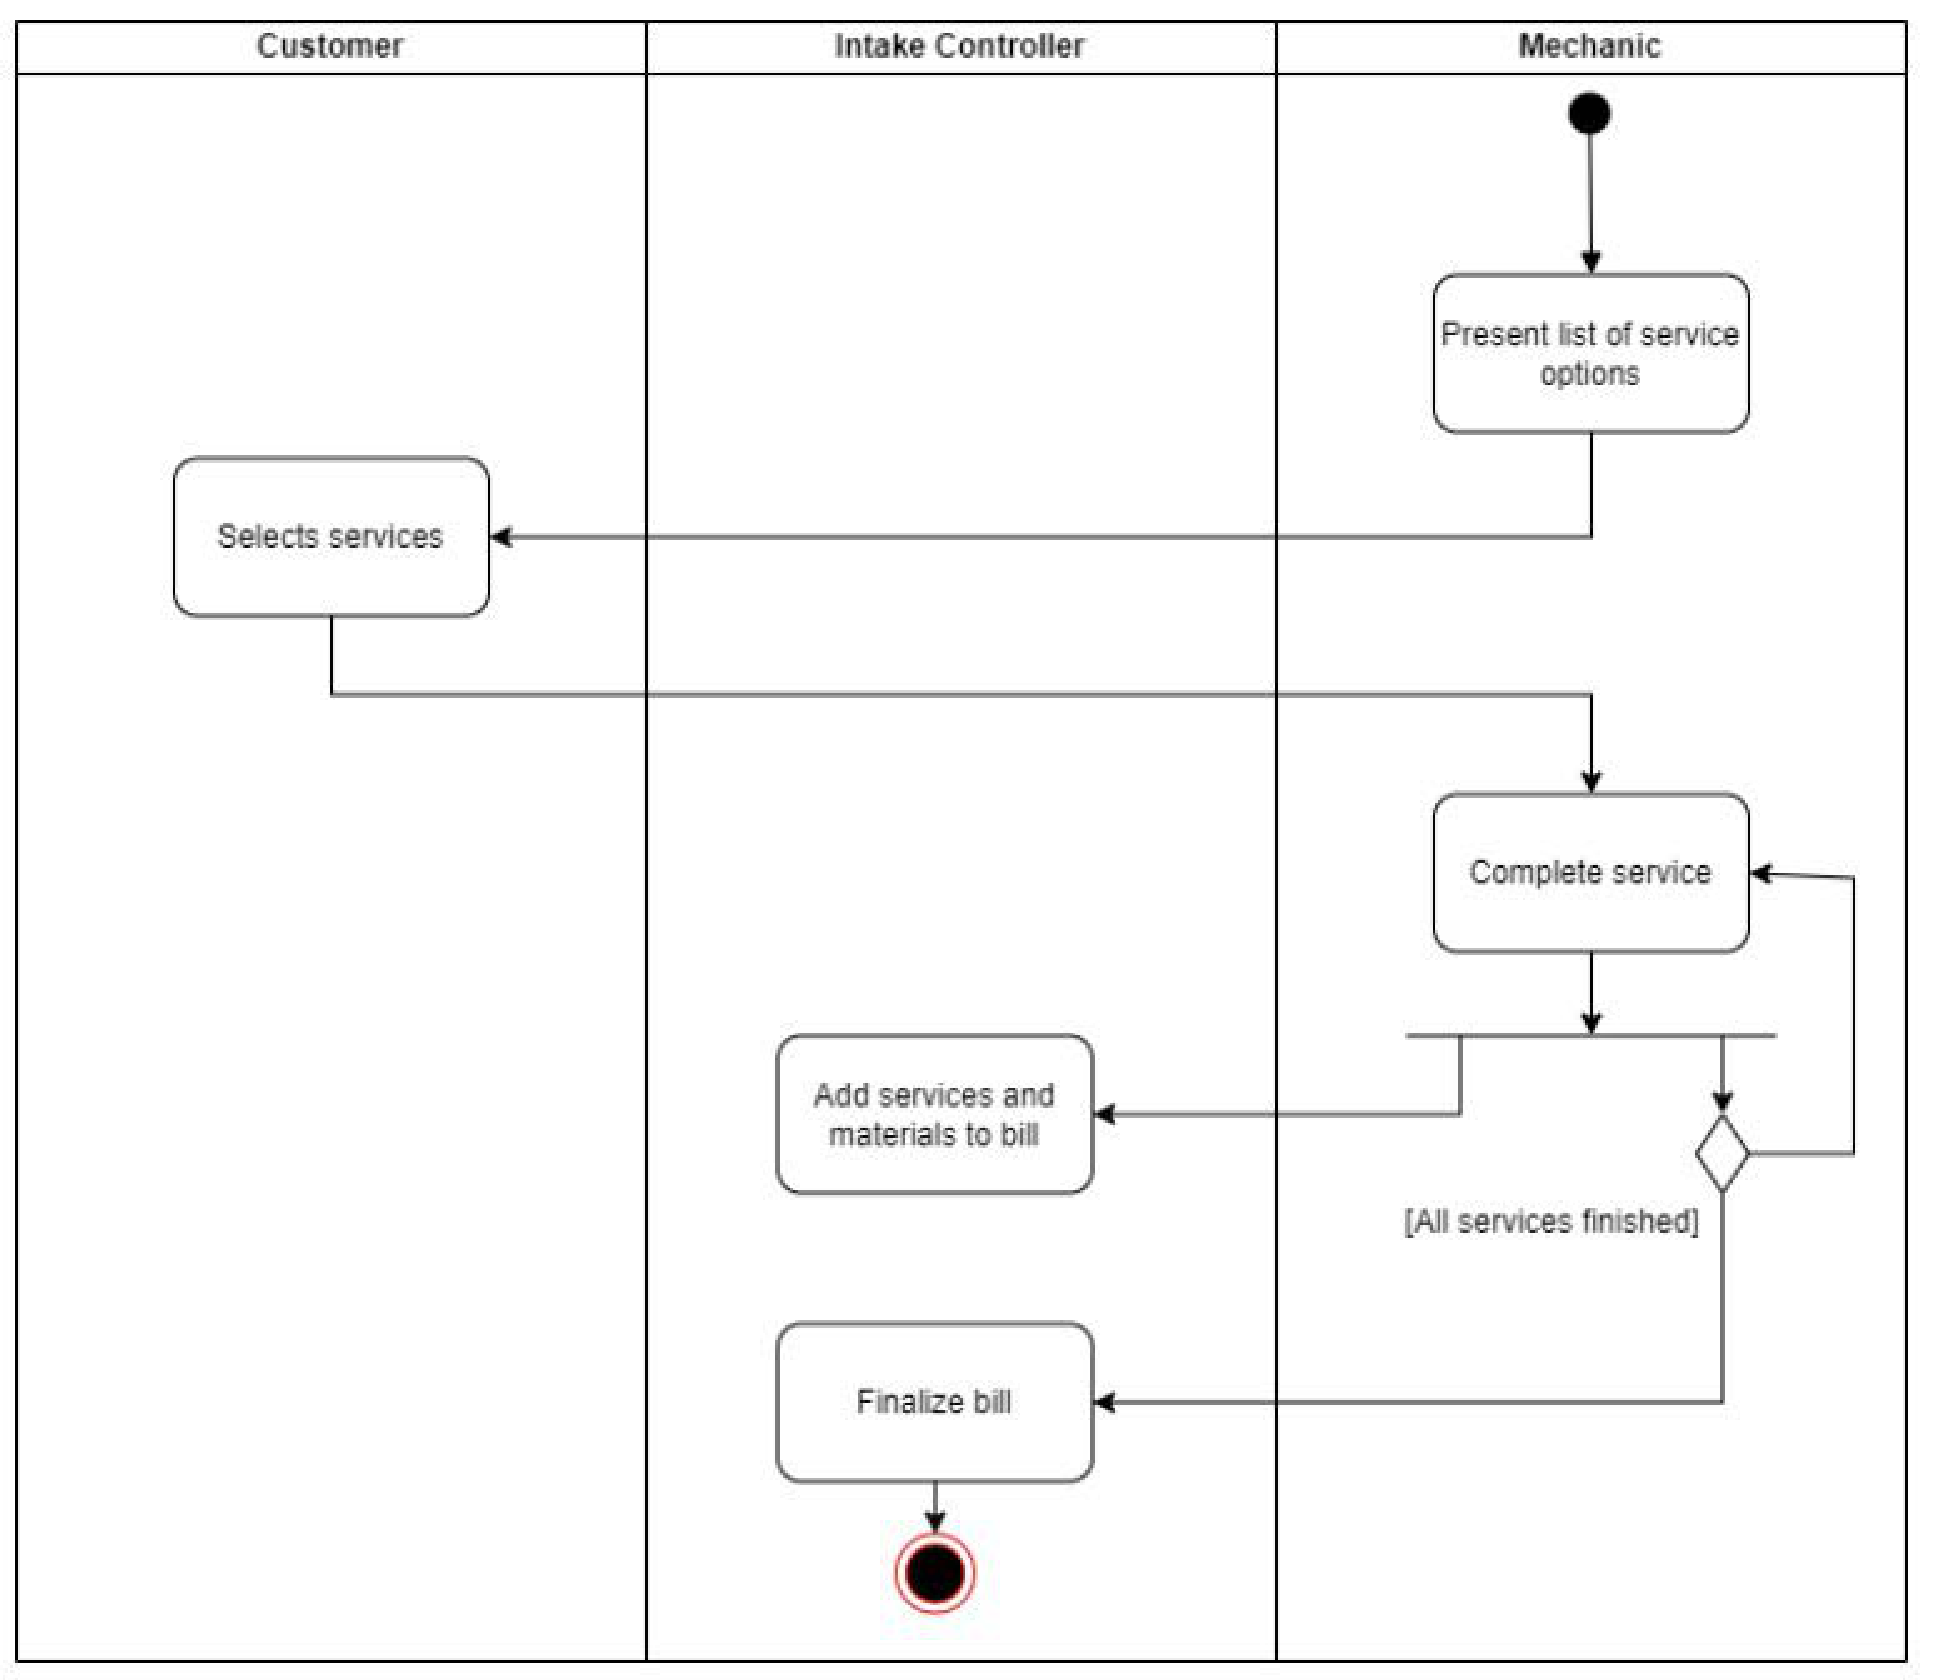 Customer
Intake Controller
Mechanic
Present list of service
options
Selects services
Complete service
Add services and
materials to bill
[All services finished]
Finalize bill